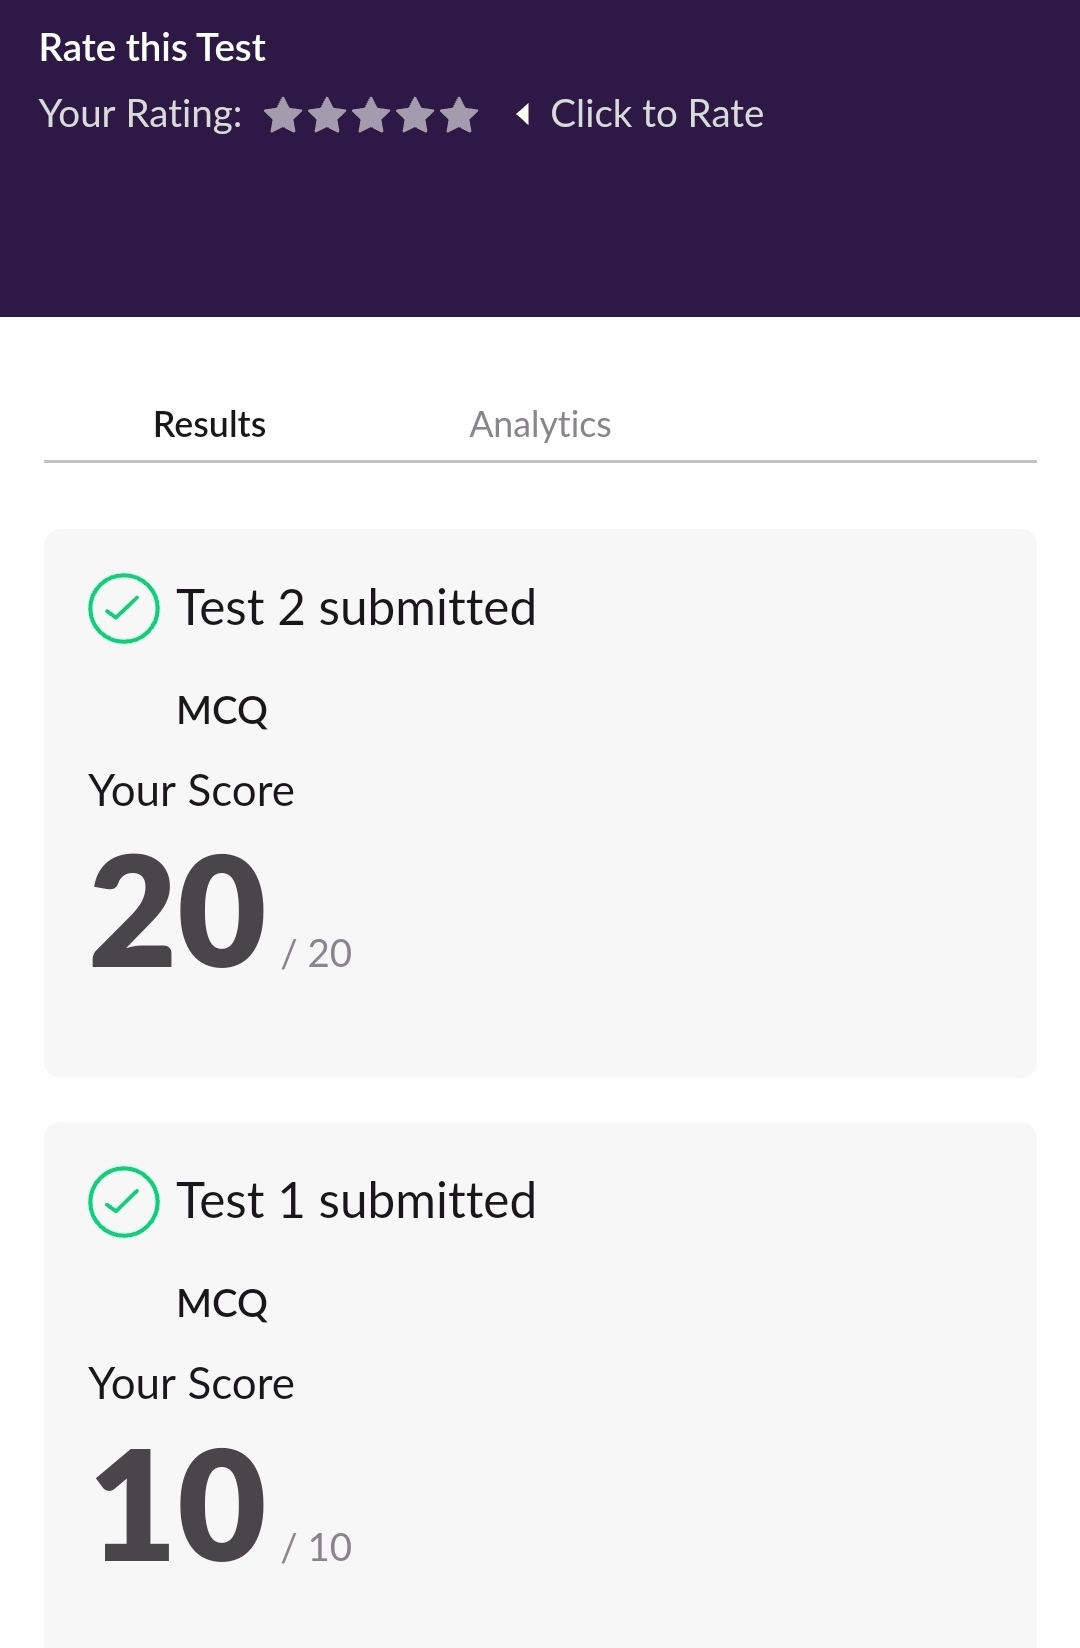 Rate this Test
Your Rating: Click to Rate
Results Analytics
Test 2 submitted
MCQ
Your Score
20 / 20
Test 1 submitted
MCQ
Your Score
10 / 10